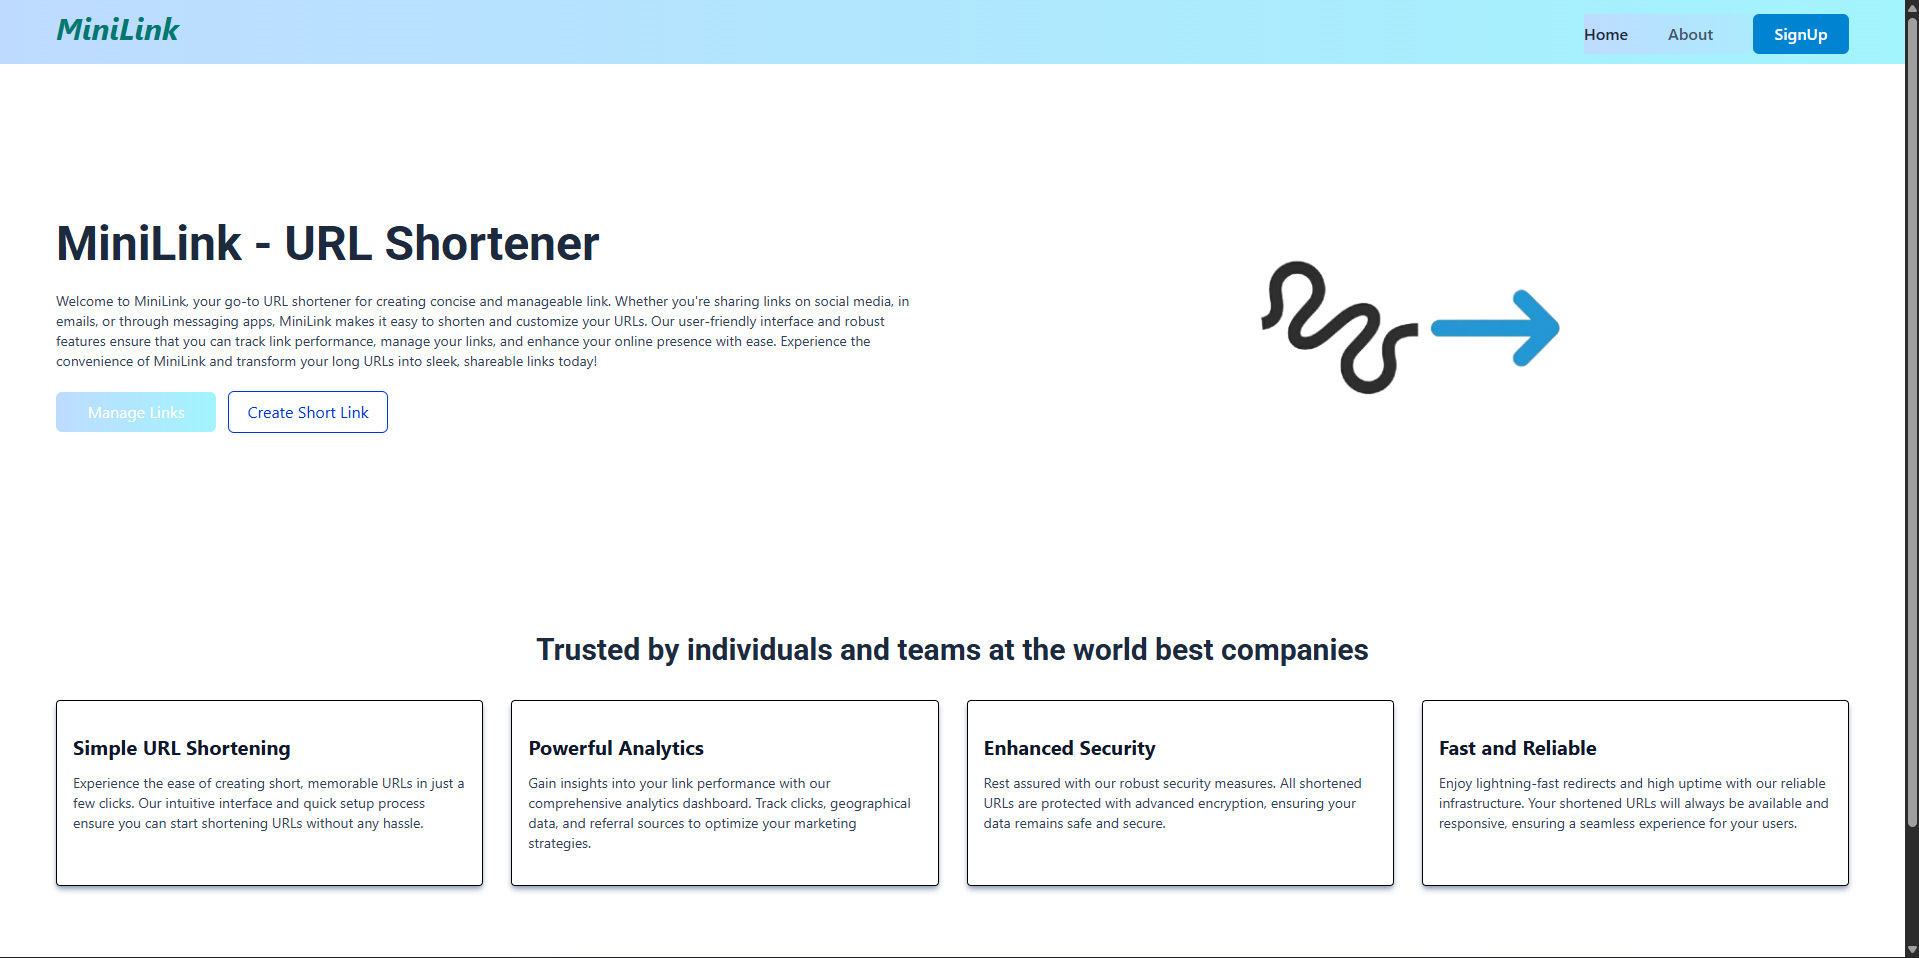 MiniLink
Home About SignUp
MiniLink - URL Shortener
Welcome to MiniLink, your go-to URL shortener for creating concise and manageable link. Whether you're sharing links on social media, in
emails, or through messaging apps, MiniLink makes it easy to shorten and customize your URLs. Our user-friendly interface and robust
features ensure that you can track link performance, manage your links, and enhance your online presence with ease. Experience the
convenience of MiniLink and transform your long URLs into sleek, shareable links today!
Manage Links
Create Short Link
Trusted by individuals and teams at the world best companies
Simple URL Shortening
Experience the ease of creating short, memorable URLs in just a
few clicks. Our intuitive interface and quick setup process
ensure you can start shortening URLs without any hassle.
Powerful Analytics
Gain insights into your link performance with our
comprehensive analytics dashboard. Track clicks, geographical
data, and referral sources to optimize your marketing
strategies.
Enhanced Security
Rest assured with our robust security measures. All shortened
URLs are protected with advanced encryption, ensuring your
data remains safe and secure.
Fast and Reliable
Enjoy lightning-fast redirects and high uptime with our reliable
infrastructure. Your shortened URLs will always be available and
responsive, ensuring a seamless experience for your users.